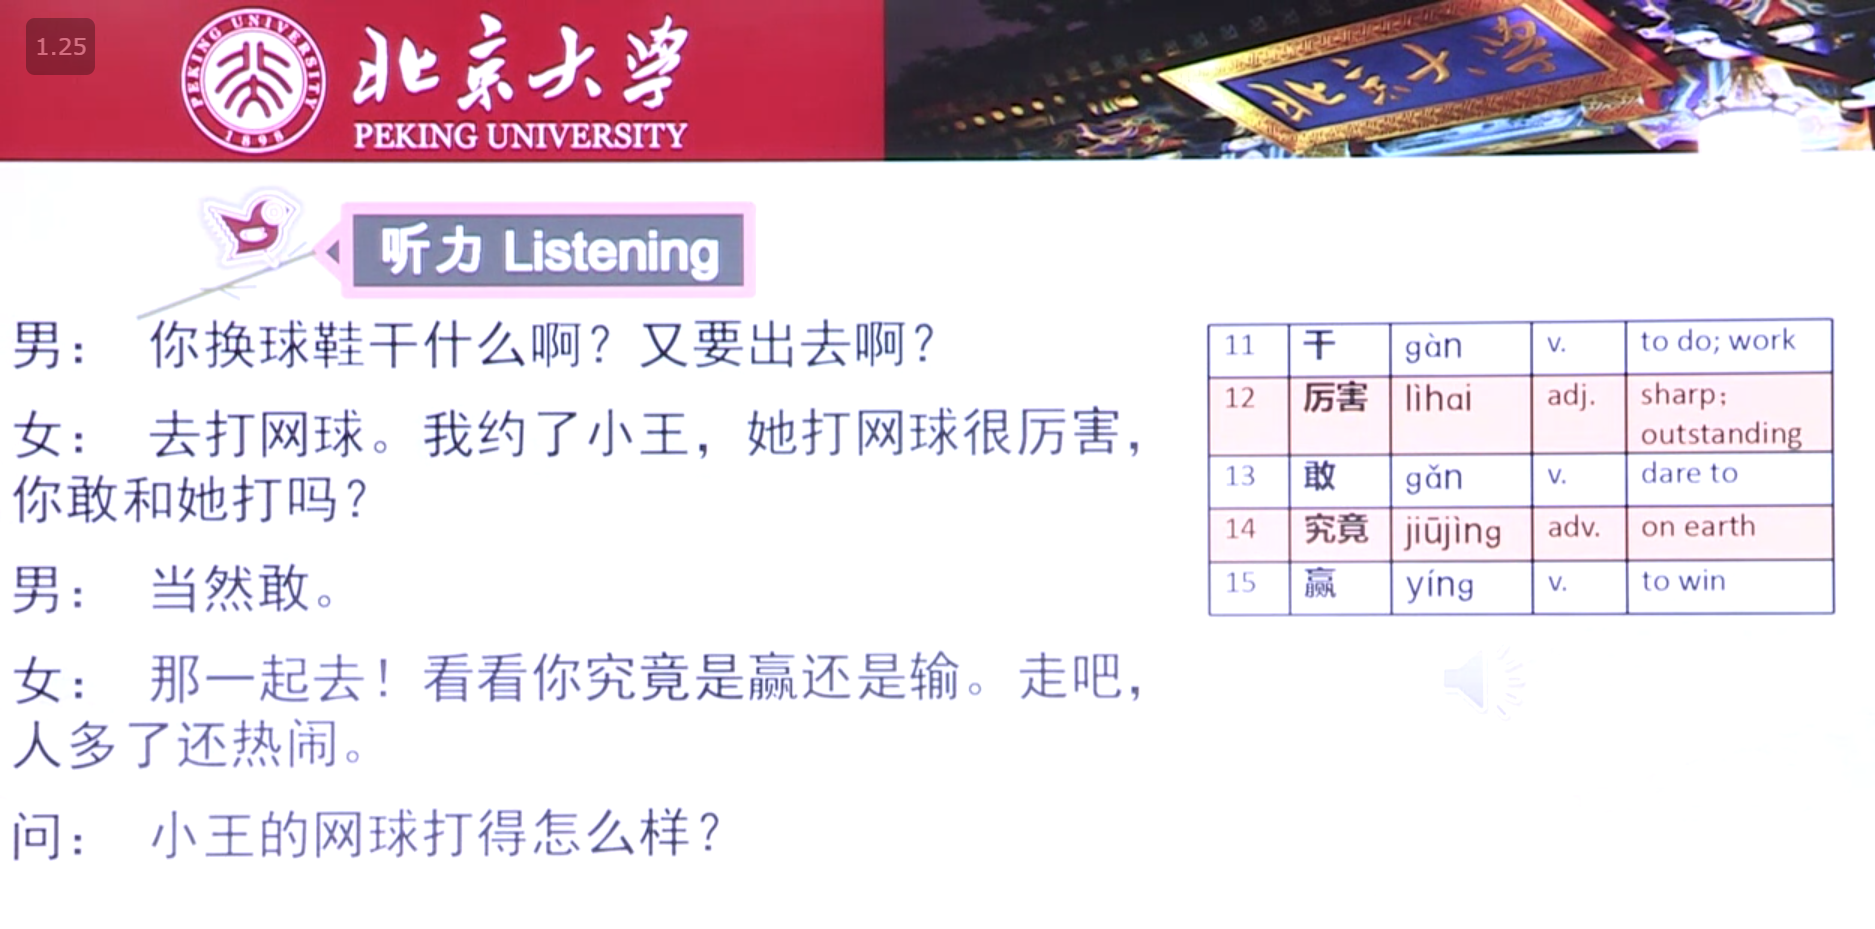 1.25
PEKING UNIVERSITY
1898
北京大学
PEKING UNIVERSITY
北京大学
听力 Listening
男： 你换球鞋干什么啊？又要出去啊？
女： 去打网球。我约了小王，她打网球很厉害，
你敢和她打吗？
男： 当然敢。
女： 那一起去！看看你究竟是赢还是输。走吧，
人多了还热闹。
问： 小王的网球打得怎么样？
11 干 gàn v. to do; work
12 厉害 lìhai adj. sharp;
outstanding
13 敢 gǎn v. dare to
14 究竟 jiūjìng adv. on earth
15 赢 yíng v. to win